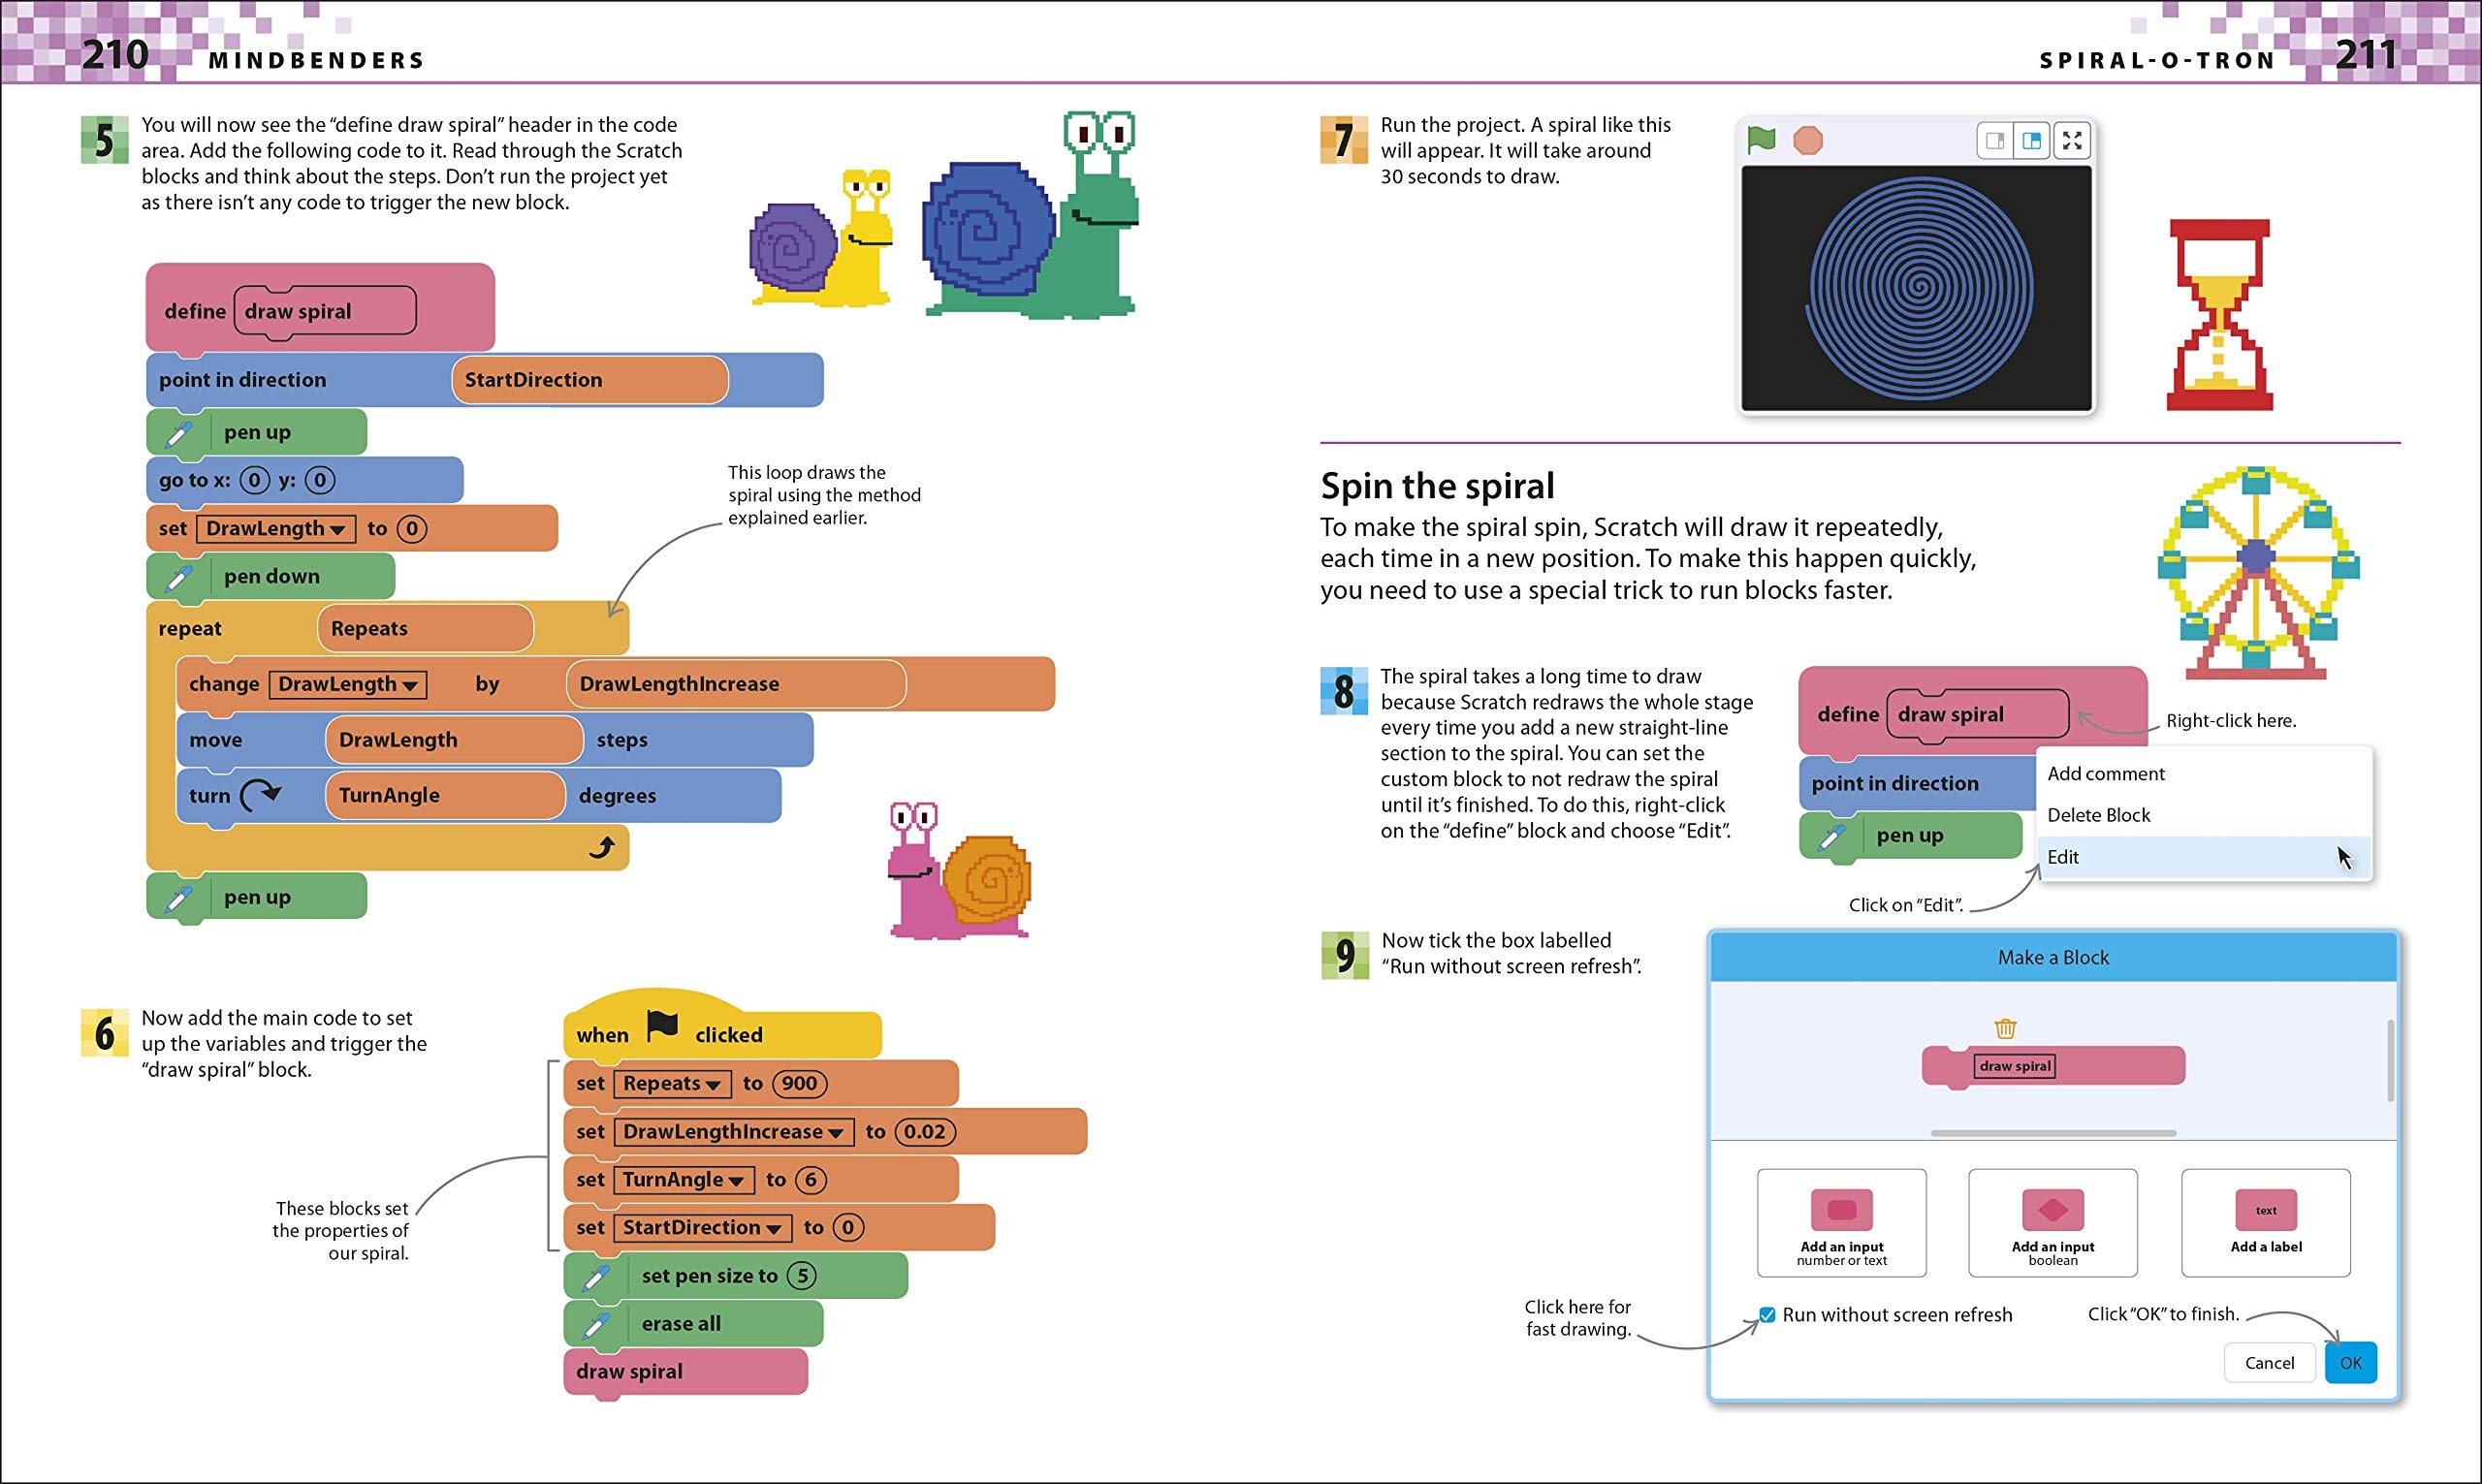 210 MINDBENDERS
5
You will now see the “define draw spiral” header in the code
area. Add the following code to it. Read through the Scratch
blocks and think about the steps. Don’t run the project yet
as there isn’t any code to trigger the new block.
define draw spiral
point in direction StartDirection
pen up
go to x: 0 y: 0
set DrawLength to 0
pen down
This loop draws the
spiral using the method
explained earlier.
repeat Repeats
change DrawLength by DrawLengthIncrease
move DrawLength steps
turn TurnAngle degrees
pen up
6
Now add the main code to set
up the variables and trigger the
“draw spiral” block.
when clicked
set Repeats to 900
set DrawLengthIncrease to 0.02
set TurnAngle to 6
set StartDirection to 0
set pen size to 5
erase all
draw spiral
These blocks set
the properties of
our spiral.
SPIRAL-O-TRON 211
7
Run the project. A spiral like this
will appear. It will take around
30 seconds to draw.
Spin the spiral
To make the spiral spin, Scratch will draw it repeatedly,
each time in a new position. To make this happen quickly,
you need to use a special trick to run blocks faster.
8
The spiral takes a long time to draw
because Scratch redraws the whole stage
every time you add a new straight-line
section to the spiral. You can set the
custom block to not redraw the spiral
until it’s finished. To do this, right-click
on the “define” block and choose “Edit”.
define draw spiral
Right-click here.
point in direction
pen up
Add comment
Delete Block
Edit
Click on “Edit”.
9
Now tick the box labelled
“Run without screen refresh”.
Make a Block
draw spiral
Add an input
number or text
Add an input
boolean
text
Add a label
Click here for
fast drawing.
Run without screen refresh
Click “OK” to finish.
Cancel
OK